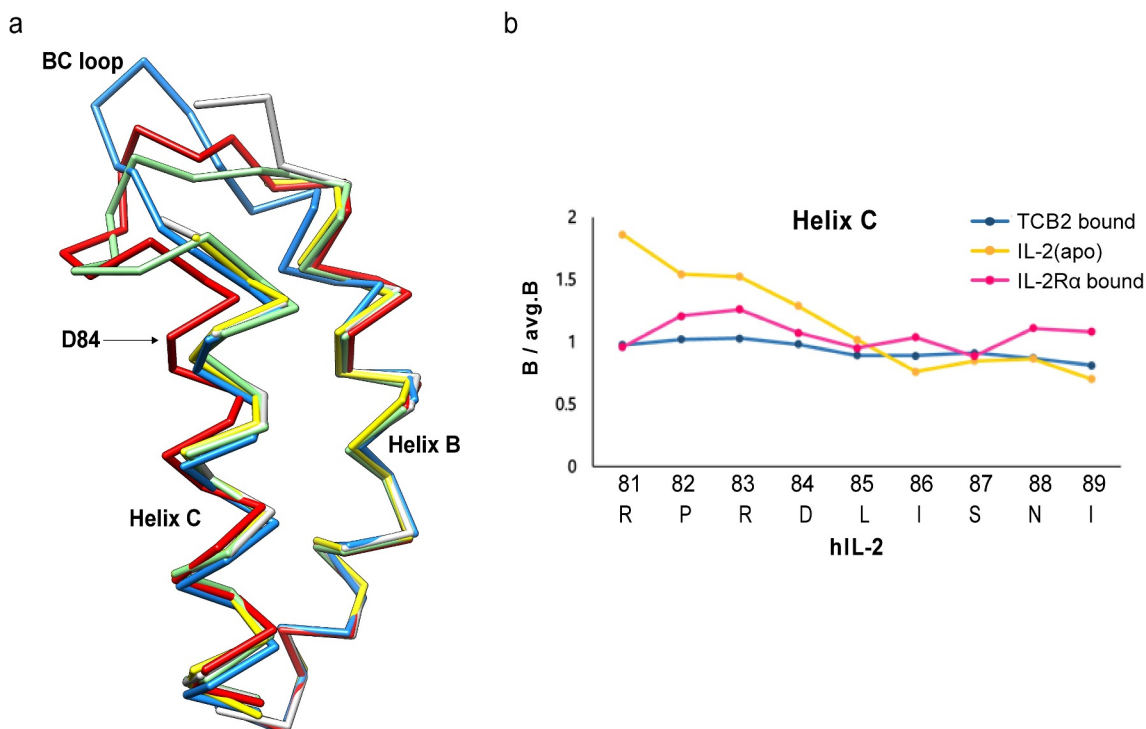 a
BC loop
D84
Helix B
Helix C
b
Helix C
TCB2 bound
IL-2(apo)
IL-2Rα bound
B / avg.B
2
1.5
1
0.5
0
81 82 83 84 85 86 87 88 89
R P R D L I S N I
hIL-2